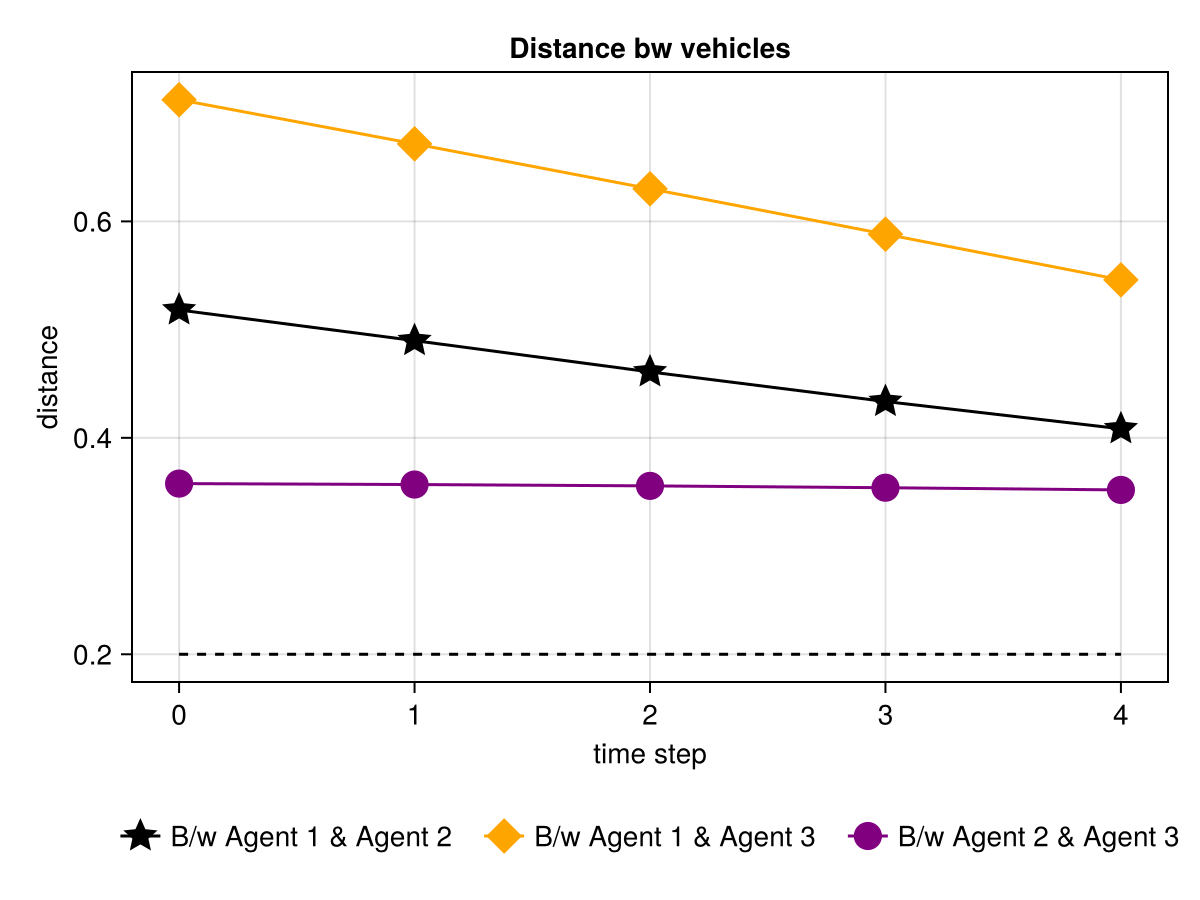 Distance bw vehicles
distance
0.6
0.4
0.2
0 1 2 3 4
time step
B/w Agent 1 & Agent 2 B/w Agent 1 & Agent 3 B/w Agent 2 & Agent 3